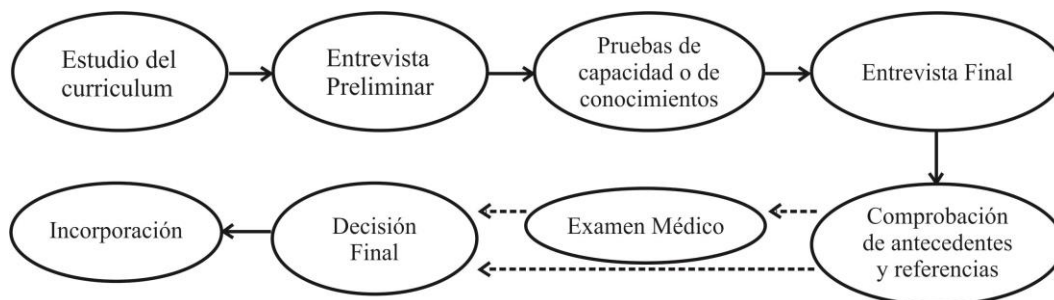 Estudio del
curriculum
Entrevista
Preliminar
Pruebas de
capacidad o de
conocimientos
Entrevista Final
Incorporación
Decisión
Final
Examen Médico
Comprobación
de antecedentes
y referencias